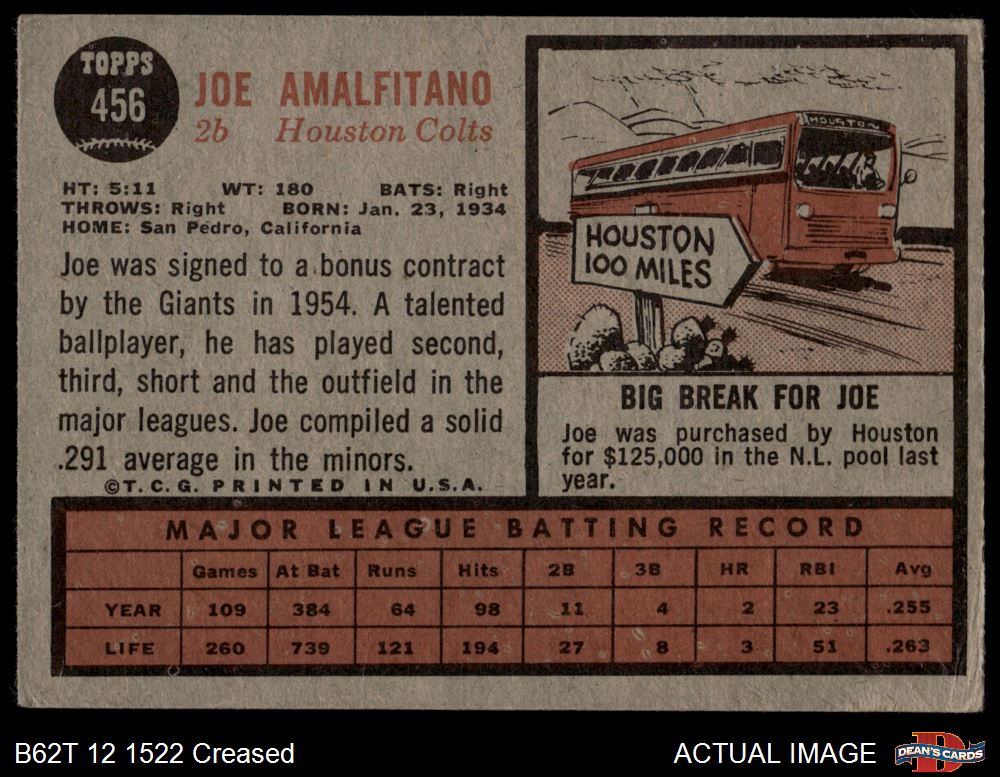 TOPPS
456
JOE AMALFITANO
2b Houston Colts
HT: 5:11 WT: 180 BATS: Right
THROWS: Right BORN: Jan. 23, 1934
HOME: San Pedro, California
Joe was signed to a bonus contract
by the Giants in 1954. A talented
ballplayer, he has played second,
third, short and the outfield in the
major leagues. Joe compiled a solid
.291 average in the minors.
©T.C.G. PRINTED IN U.S.A.
HOUSTON
HOUSTON
100 MILES
BIG BREAK FOR JOE
Joe was purchased by Houston
for $125,000 in the N.L. pool last
year.
MAJOR LEAGUE BATTING RECORD
Games At Bat Runs Hits 2B 3B HR RBI Avg
YEAR 109 384 64 98 11 4 2 23 .255
LIFE 260 739 121 194 27 8 3 51 .263
B62T 12 1522 Creased
ACTUAL IMAGE
DEAN'S CARDS